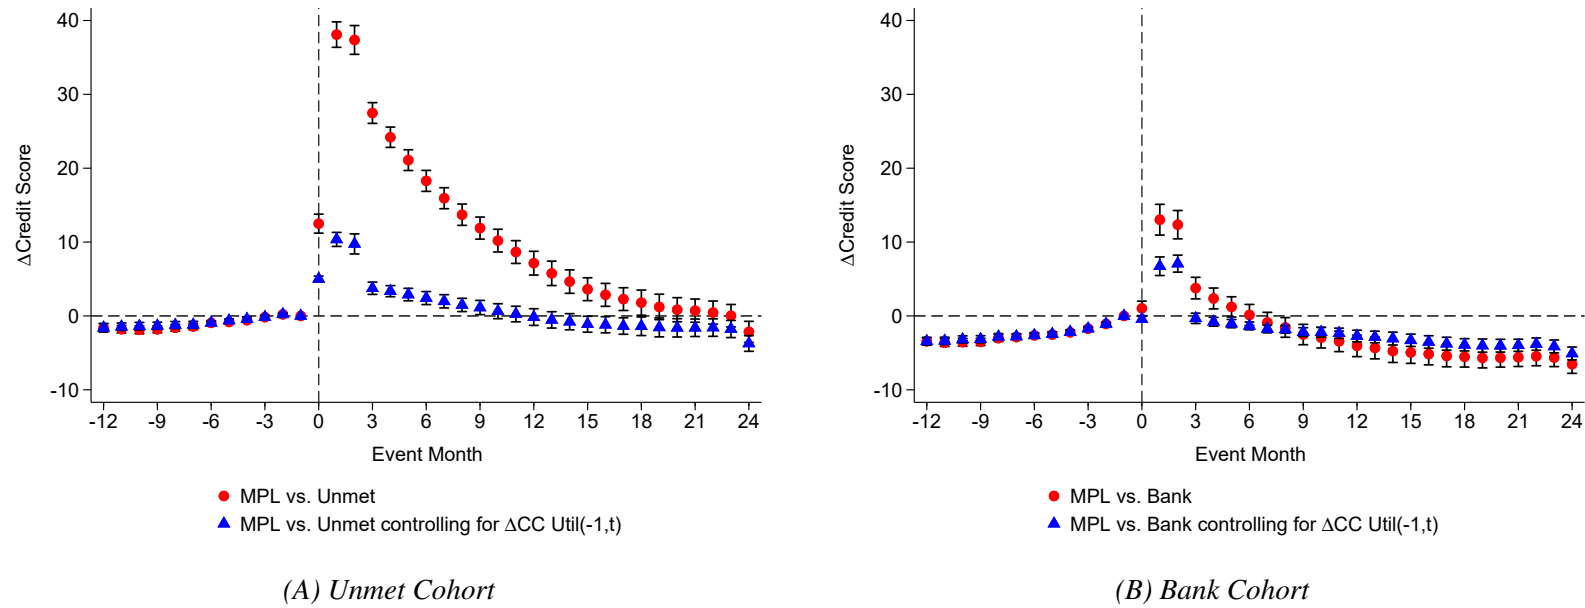 ΔCredit Score
40
30
20
10
0
-10
-12 -9 -6 -3 0 3 6 9 12 15 18 21 24
Event Month
MPL vs. Unmet
MPL vs. Unmet controlling for ΔCC Util(-1,t)
(A) Unmet Cohort
ΔCredit Score
40
30
20
10
0
-10
-12 -9 -6 -3 0 3 6 9 12 15 18 21 24
Event Month
MPL vs. Bank
MPL vs. Bank controlling for ΔCC Util(-1,t)
(B) Bank Cohort